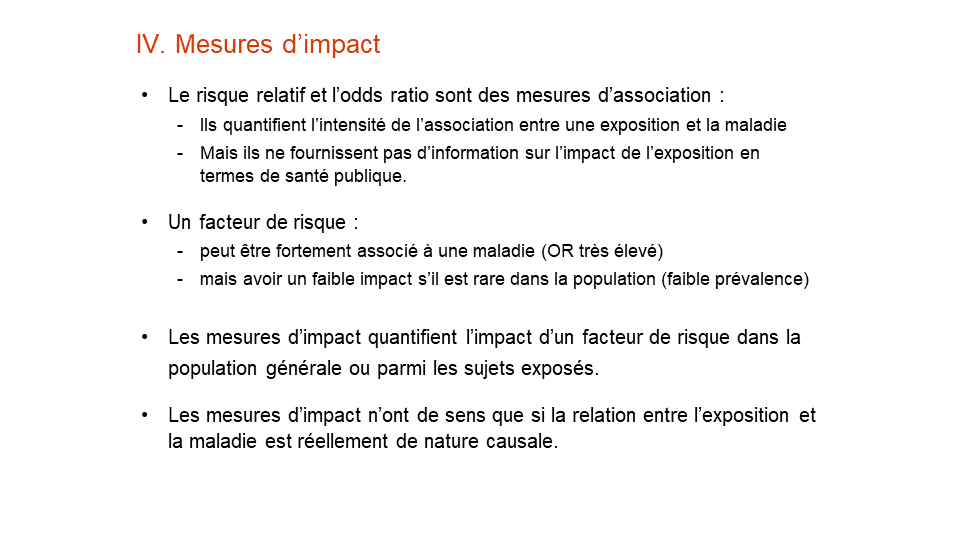 IV. Mesures d’impact
• Le risque relatif et l’odds ratio sont des mesures d’association :
- Ils quantifient l’intensité de l’association entre une exposition et la maladie
- Mais ils ne fournissent pas d’information sur l’impact de l’exposition en
termes de santé publique.
• Un facteur de risque :
- peut être fortement associé à une maladie (OR très élevé)
- mais avoir un faible impact s’il est rare dans la population (faible prévalence)
• Les mesures d’impact quantifient l’impact d’un facteur de risque dans la
population générale ou parmi les sujets exposés.
• Les mesures d’impact n’ont de sens que si la relation entre l’exposition et
la maladie est réellement de nature causale.